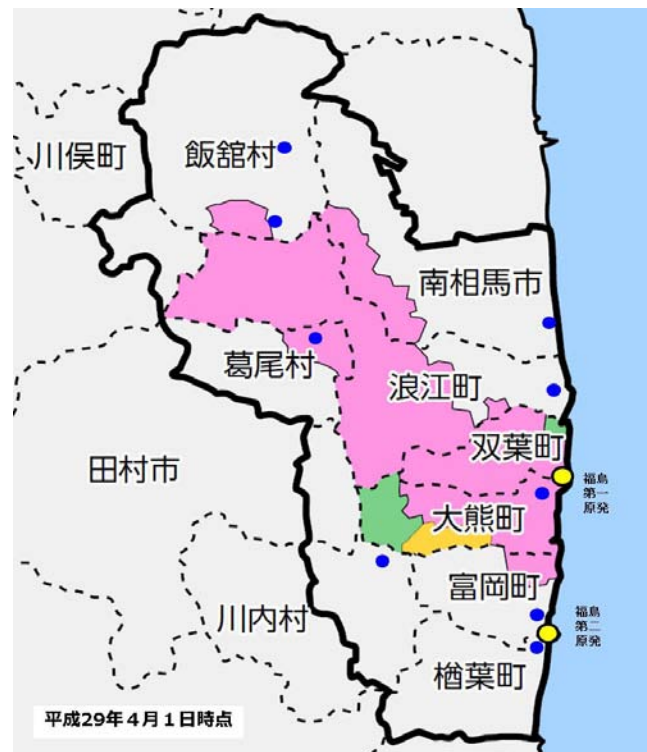 川俣町
飯舘村
南相馬市
葛尾村
浪江町
双葉町
田村市
福島
第一
原発
大熊町
富岡町
川内村
福島
第二
原発
楢葉町
平成29年4月1日時点